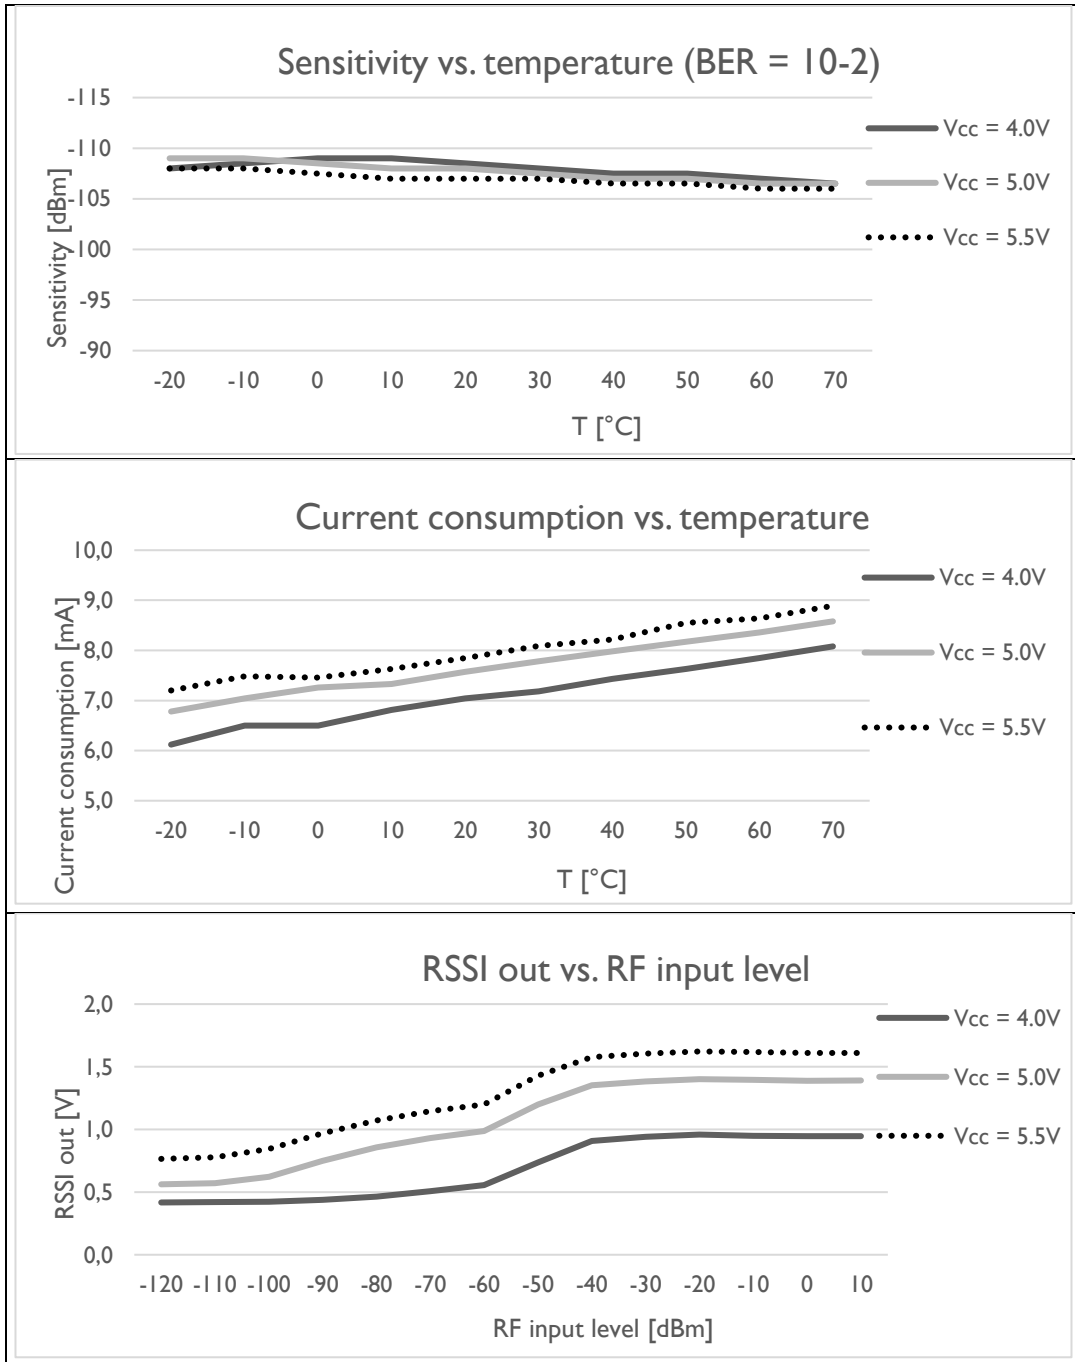 Sensitivity vs. temperature (BER = 10-2)
-115
-110
-105
-100
-95
-90
Sensitivity [dBm]
-20 -10 0 10 20 30 40 50 60 70
T [°C]
Vcc = 4.0V
Vcc = 5.0V
Vcc = 5.5V
Current consumption vs. temperature
10,0
9,0
8,0
7,0
6,0
5,0
Current consumption [mA]
-20 -10 0 10 20 30 40 50 60 70
T [°C]
Vcc = 4.0V
Vcc = 5.0V
Vcc = 5.5V
RSSI out vs. RF input level
2,0
1,5
1,0
0,5
0,0
RSSI out [V]
-120 -110 -100 -90 -80 -70 -60 -50 -40 -30 -20 -10 0 10
RF input level [dBm]
Vcc = 4.0V
Vcc = 5.0V
Vcc = 5.5V